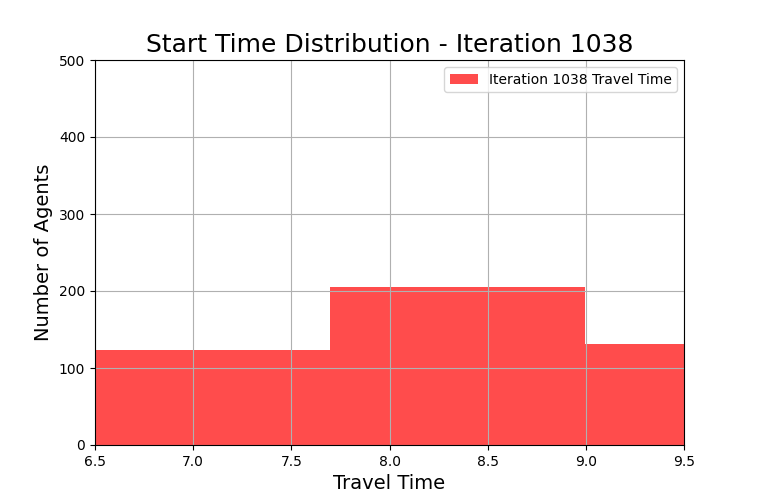 Start Time Distribution - Iteration 1038
Iteration 1038 Travel Time
Number of Agents
500
400
300
200
100
0
6.5 7.0 7.5 8.0 8.5 9.0 9.5
Travel Time